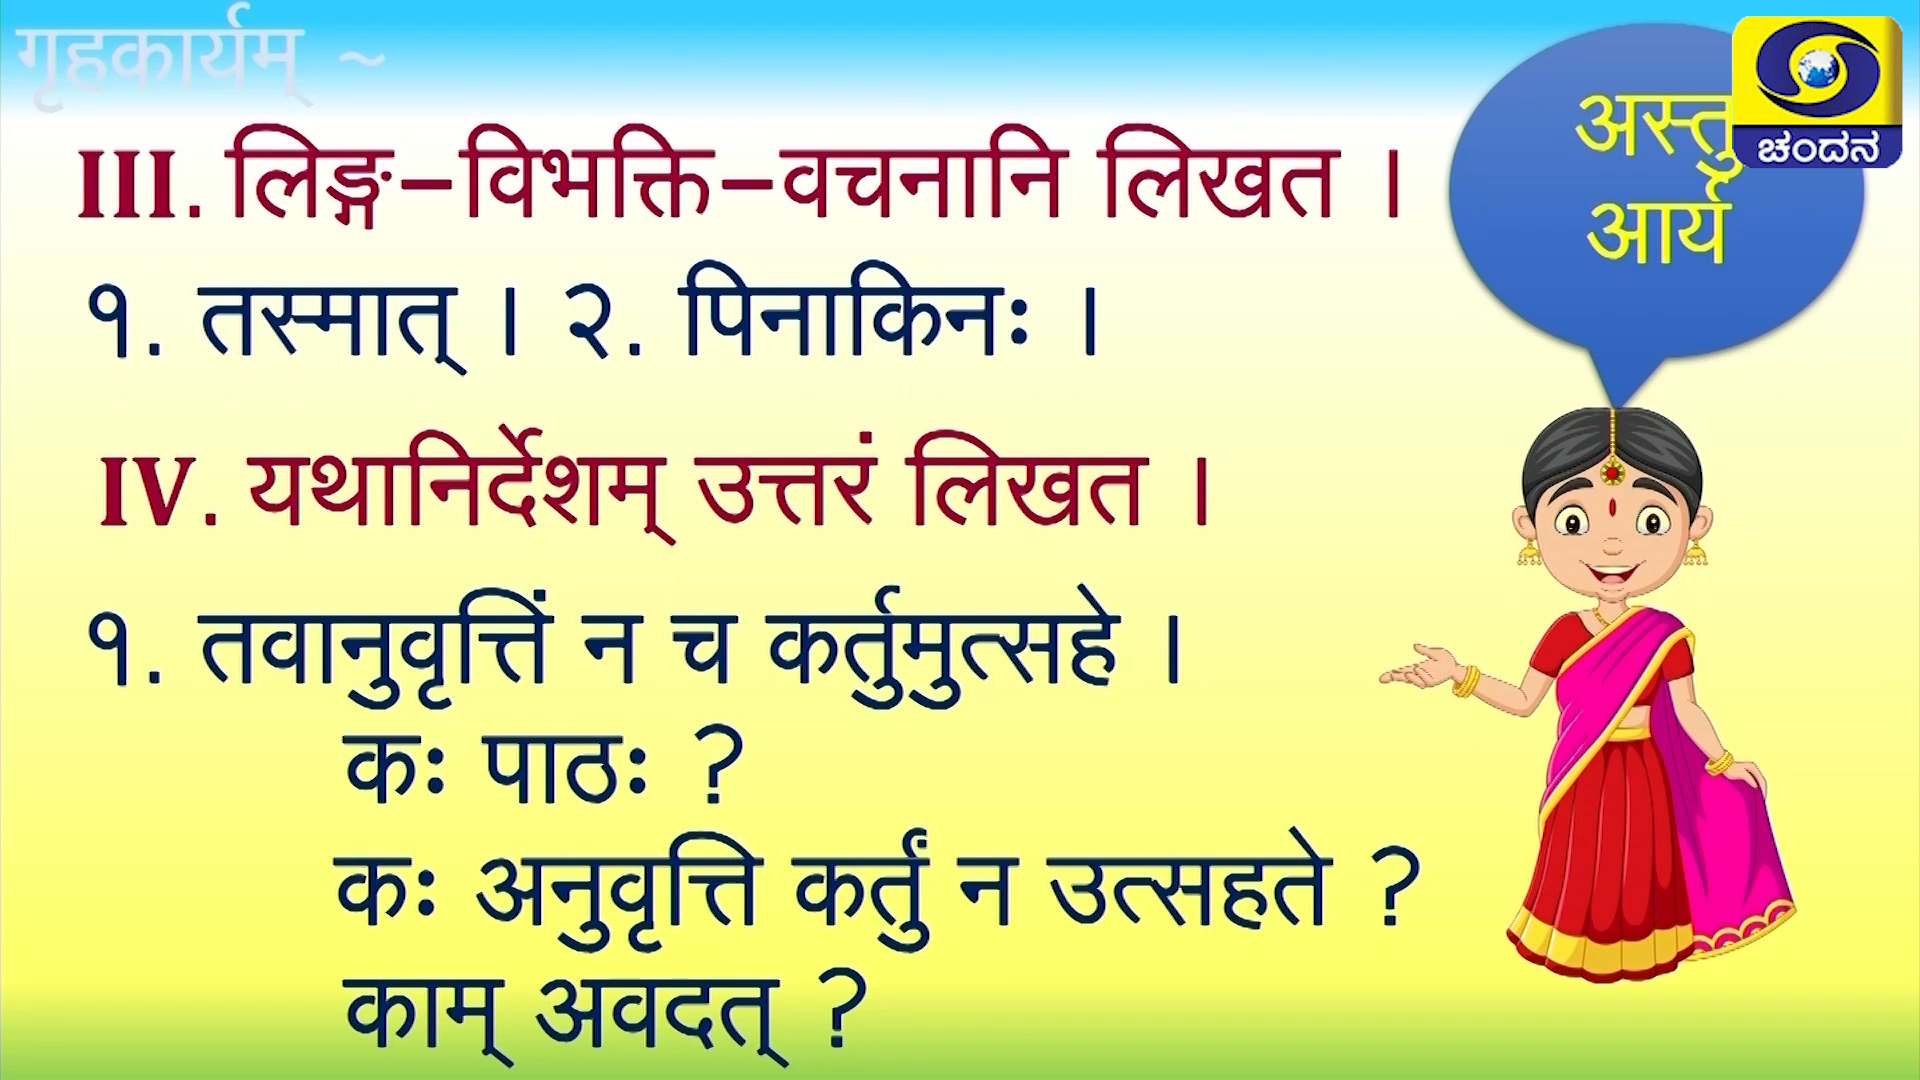 गृहकार्यम् ~
III. लिङ्ग-विभक्ति-वचनानि लिखत ।
१. तस्मात् । २. पिनाकिनः ।
IV. यथानिर्देशम् उत्तरं लिखत ।
१. तवानुवृत्तिं न च कर्तुमुत्सहे ।
कः पाठः ?
कः अनुवृत्ति कर्तुं न उत्सहते ?
काम् अवदत् ?
अस्तु
आर्य
ಚಂದನ